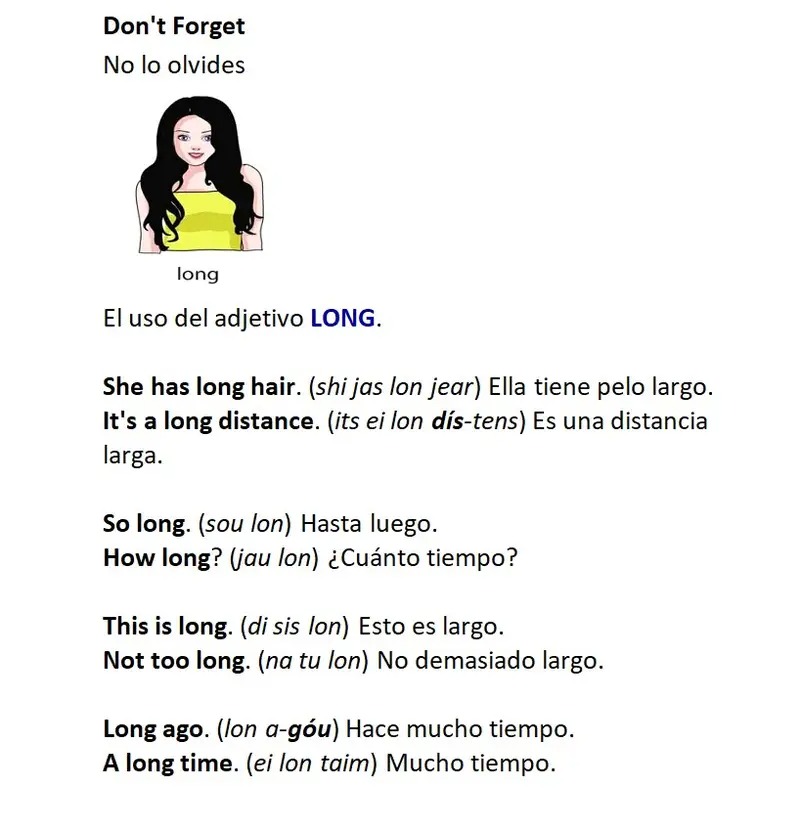 Don't Forget
No lo olvides
long
El uso del adjetivo LONG.
She has long hair. (shi jas lon jear) Ella tiene pelo largo.
It's a long distance. (its ei lon dís-tens) Es una distancia
larga.
So long. (sou lon) Hasta luego.
How long? (jau lon) ¿Cuánto tiempo?
This is long. (di sis lon) Esto es largo.
Not too long. (na tu lon) No demasiado largo.
Long ago. (lon a-góu) Hace mucho tiempo.
A long time. (ei lon taim) Mucho tiempo.